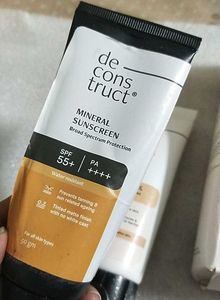 de
cons
truct®
MINERAL
SUNSCREEN
Broad Spectrum Protection
SPF
55+
PA
++++
Water resistant
Prevents tanning &
sun related ageing
Tinted matte finish
with no white cast
For all skin types
50 gm